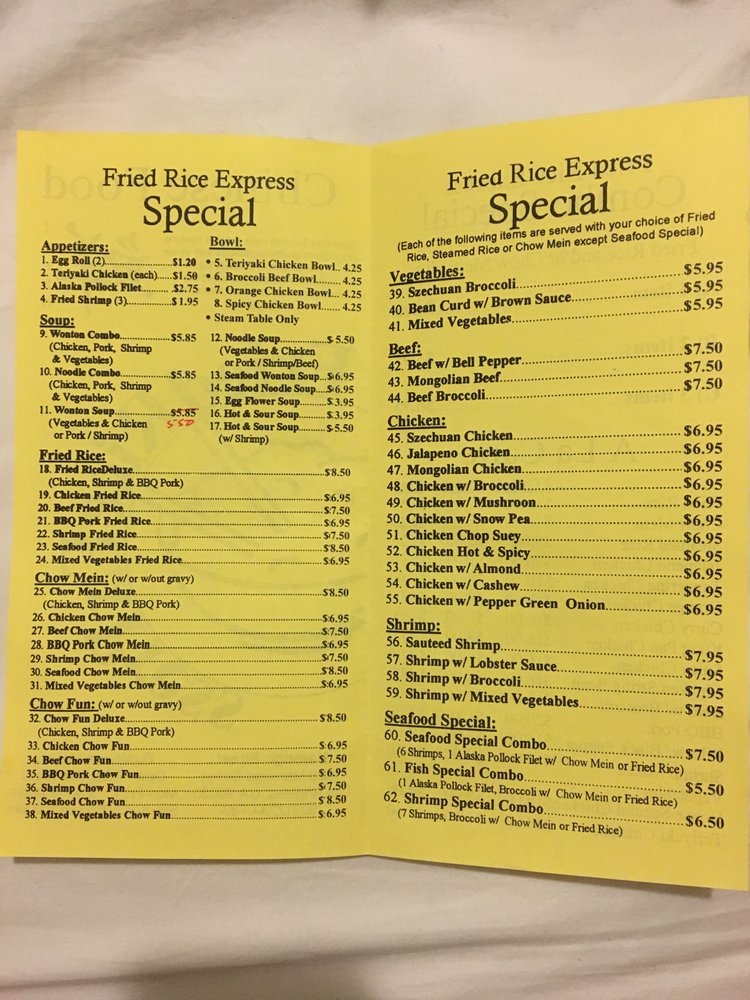 Fried Rice Express
Special
Appetizers:
1. Egg Roll (2)..........$1.20
2. Teriyaki Chicken (each).....$1.50
3. Alaska Pollock Filet..........$2.75
4. Fried Shrimp (3)..........$1.95
Bowl:
• 5. Teriyaki Chicken Bowl.. 4.25
• 6. Broccoli Beef Bowl....... 4.25
• 7. Orange Chicken Bowl... 4.25
8. Spicy Chicken Bowl....... 4.25
• Steam Table Only
Soup:
9. Wonton Combo..........$5.85
(Chicken, Pork, Shrimp
& Vegetables)
10. Noodle Combo..........$5.85
(Chicken, Pork, Shrimp
& Vegetables)
11. Wonton Soup..........$5.85
5.50
(Vegetables & Chicken
or Pork / Shrimp)
12. Noodle Soup..........$5.50
(Vegetables & Chicken
or Pork / Shrimp/Beef)
13. Seafood Wonton Soup...$6.95
14. Seafood Noodle Soup....$6.95
15. Egg Flower Soup..........$3.95
16. Hot & Sour Soup..........$3.95
17. Hot & Sour Soup..........$5.50
(w/ Shrimp)
Fried Rice:
18. Fried RiceDeluxe..........$8.50
(Chicken, Shrimp & BBQ Pork)
19. Chicken Fried Rice..........$6.95
20. Beef Fried Rice..........$7.50
21. BBQ Pork Fried Rice..........$6.95
22. Shrimp Fried Rice..........$7.50
23. Seafood Fried Rice..........$8.50
24. Mixed Vegetables Fried Rice..........$6.95
Chow Mein: (w/ or w/out gravy)
25. Chow Mein Deluxe..........$8.50
(Chicken, Shrimp & BBQ Pork)
26. Chicken Chow Mein..........$6.95
27. Beef Chow Mein..........$7.50
28. BBQ Pork Chow Mein..........$6.95
29. Shrimp Chow Mein..........$7.50
30. Seafood Chow Mein..........$8.50
31. Mixed Vegetables Chow Mein..........$6.95
Chow Fun: (w/ or w/out gravy)
32. Chow Fun Deluxe..........$8.50
(Chicken, Shrimp & BBQ Pork)
33. Chicken Chow Fun..........$6.95
34. Beef Chow Fun..........$7.50
35. BBQ Pork Chow Fun..........$6.95
36. Shrimp Chow Fun..........$7.50
37. Seafood Chow Fun..........$8.50
38. Mixed Vegetables Chow Fun..........$6.95
Fried Rice Express
Special
(Each of the following items are served with your choice of Fried
Rice, Steamed Rice or Chow Mein except Seafood Special)
Vegetables:
39. Szechuan Broccoli..........$5.95
40. Bean Curd w/ Brown Sauce..........$5.95
41. Mixed Vegetables..........$5.95
Beef:
42. Beef w/ Bell Pepper..........$7.50
43. Mongolian Beef..........$7.50
44. Beef Broccoli..........$7.50
Chicken:
45. Szechuan Chicken..........$6.95
46. Jalapeno Chicken..........$6.95
47. Mongolian Chicken..........$6.95
48. Chicken w/ Broccoli..........$6.95
49. Chicken w/ Mushroon..........$6.95
50. Chicken w/ Snow Pea..........$6.95
51. Chicken Chop Suey..........$6.95
52. Chicken Hot & Spicy..........$6.95
53. Chicken w/ Almond..........$6.95
54. Chicken w/ Cashew..........$6.95
55. Chicken w/ Pepper Green Onion..........$6.95
Shrimp:
56. Sauteed Shrimp..........$7.95
57. Shrimp w/ Lobster Sauce..........$7.95
58. Shrimp w/ Broccoli..........$7.95
59. Shrimp w/ Mixed Vegetables..........$7.95
Seafood Special:
60. Seafood Special Combo..........$7.50
(6 Shrimps, 1 Alaska Pollock Filet w/ Chow Mein or Fried Rice)
61. Fish Special Combo..........$5.50
(1 Alaska Pollock Filet, Broccoli w/ Chow Mein or Fried Rice)
62. Shrimp Special Combo..........$6.50
(7 Shrimps, Broccoli w/ Chow Mein or Fried Rice)